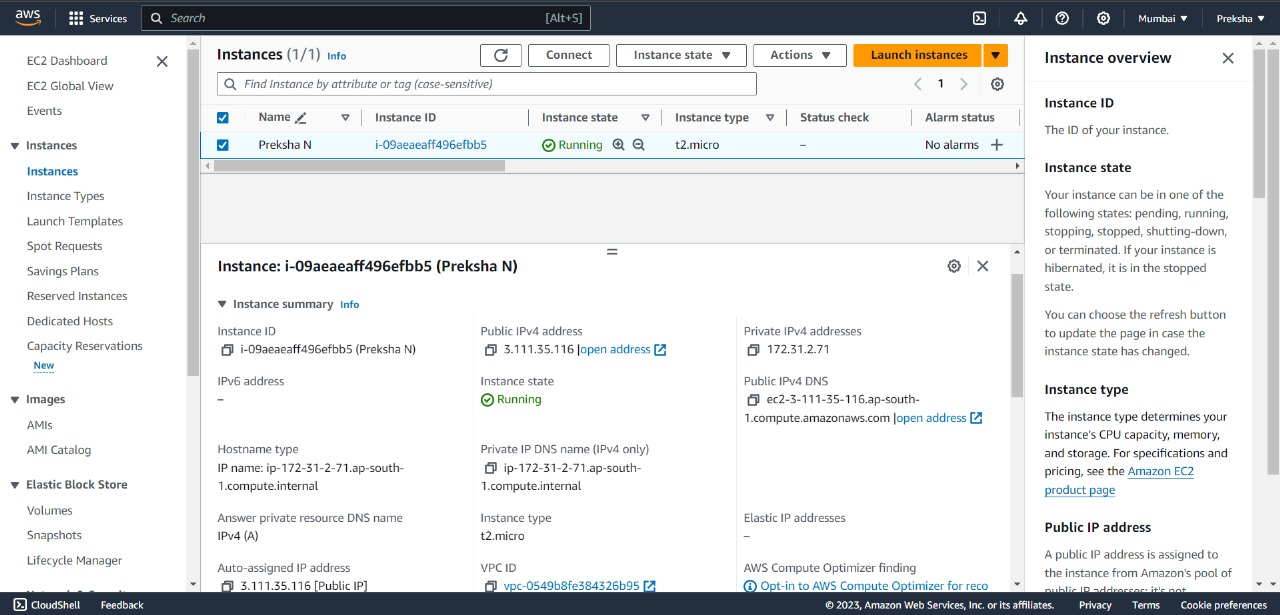 aws
Services
Search
[Alt+S]
Mumbai
Preksha
EC2 Dashboard
EC2 Global View
Events
Instances
Instances
Instance Types
Launch Templates
Spot Requests
Savings Plans
Reserved Instances
Dedicated Hosts
Capacity Reservations
New
Images
AMIs
AMI Catalog
Elastic Block Store
Volumes
Snapshots
Lifecycle Manager
Instances (1/1) Info
Connect
Instance state
Actions
Launch instances
Find Instance by attribute or tag (case-sensitive)
1
Name
Instance ID
Instance state
Instance type
Status check
Alarm status
Preksha N
i-09aeaeaff496efbb5
Running
t2.micro
–
No alarms
Instance: i-09aeaeaff496efbb5 (Preksha N)
Instance summary Info
Instance ID
i-09aeaeaff496efbb5 (Preksha N)
Public IPv4 address
3.111.35.116 |open address
Private IPv4 addresses
172.31.2.71
IPv6 address
–
Instance state
Running
Public IPv4 DNS
ec2-3-111-35-116.ap-south-
1.compute.amazonaws.com |open address
Hostname type
IP name: ip-172-31-2-71.ap-south-
1.compute.internal
Private IP DNS name (IPv4 only)
ip-172-31-2-71.ap-south-
1.compute.internal
Answer private resource DNS name
IPv4 (A)
Instance type
t2.micro
Elastic IP addresses
–
Auto-assigned IP address
3.111.35.116 [Public IP]
VPC ID
vpc-0549b8fe384326b95
AWS Compute Optimizer finding
Opt-in to AWS Compute Optimizer for reco
Instance overview
Instance ID
The ID of your instance.
Instance state
Your instance can be in one of the
following states: pending, running,
stopping, stopped, shutting-down,
or terminated. If your instance is
hibernated, it is in the stopped
state.
You can choose the refresh button
to update the page in case the
instance state has changed.
Instance type
The instance type determines your
instance's CPU capacity, memory,
and storage. For specifications and
pricing, see the Amazon EC2
product page
Public IP address
A public IP address is assigned to
the instance from Amazon's pool of
public IP addresses; it's not
CloudShell
Feedback
© 2023, Amazon Web Services, Inc. or its affiliates.
Privacy
Terms
Cookie preferences